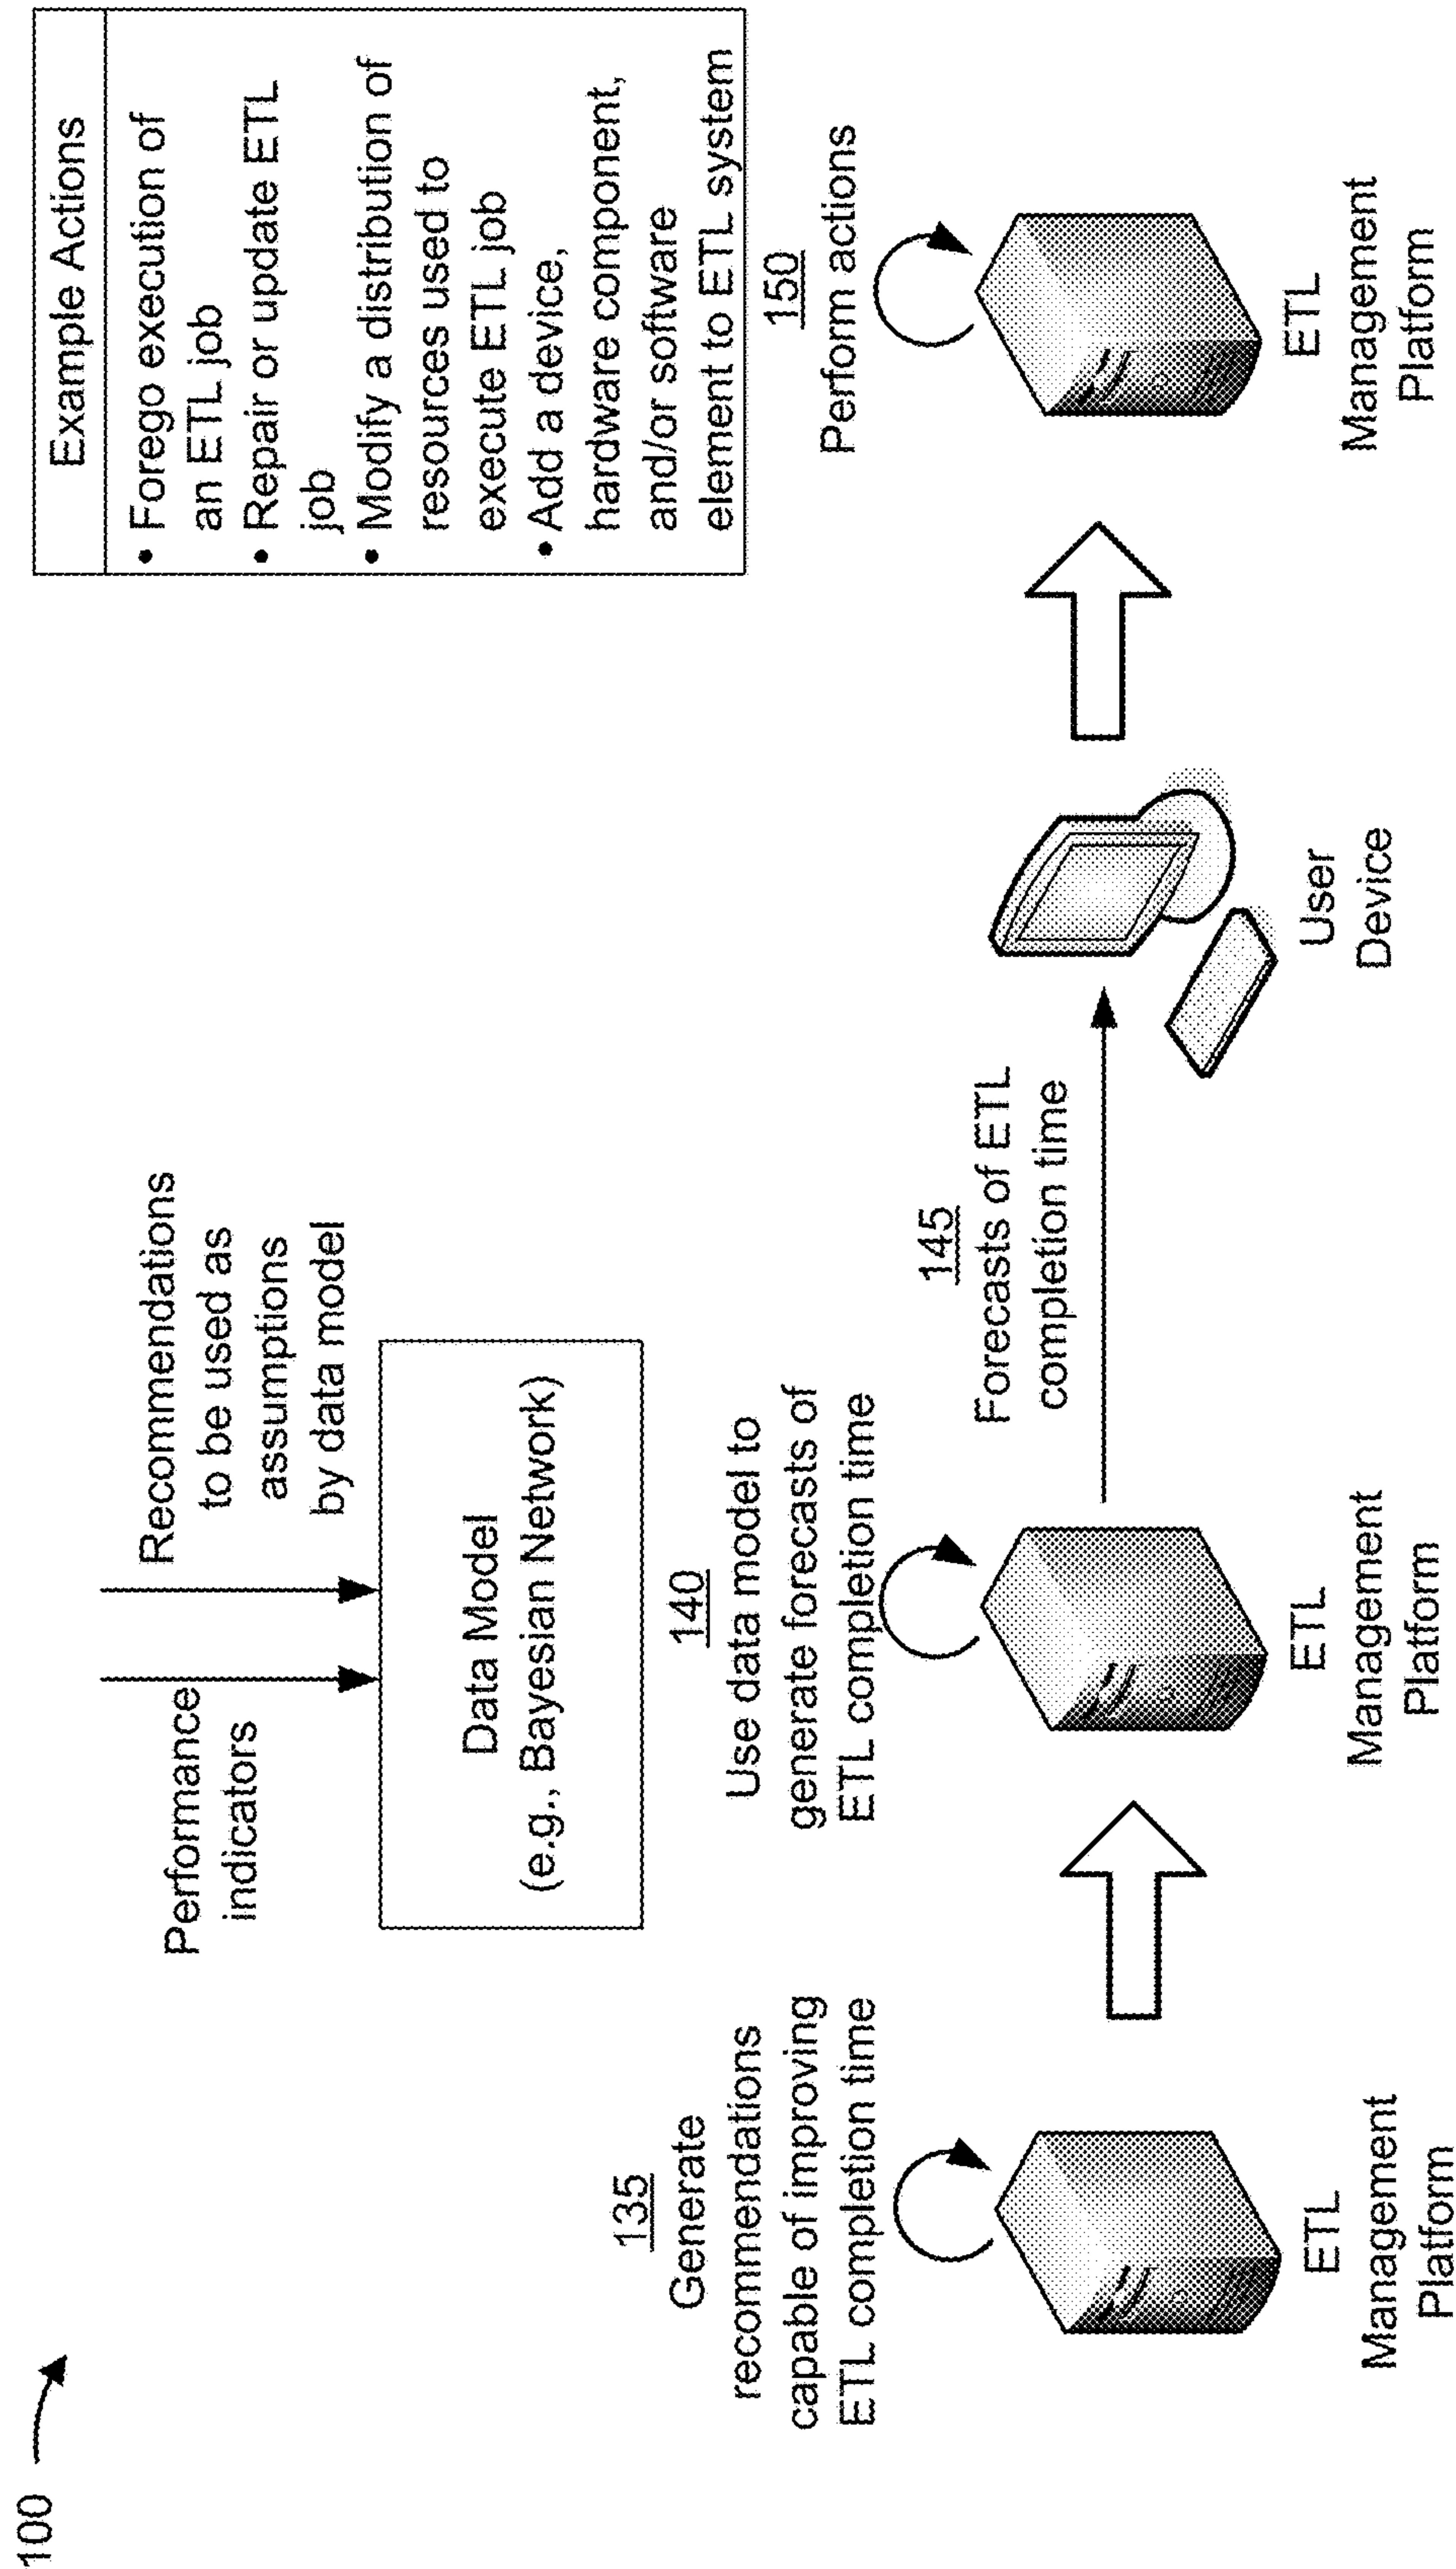 100
Performance
indicators
Recommendations
to be used as
assumptions
by data model
Data Model
(e.g., Bayesian Network)
Example Actions
• Forego execution of
an ETL job
• Repair or update ETL
job
• Modify a distribution of
resources used to
execute ETL job
• Add a device,
hardware component,
and/or software
element to ETL system
135
Generate
recommendations
capable of improving
ETL completion time
140
Use data model to
generate forecasts of
ETL completion time
145
Forecasts of ETL
completion time
150
Perform actions
ETL
Management
Platform
ETL
Management
Platform
User
Device
ETL
Management
Platform